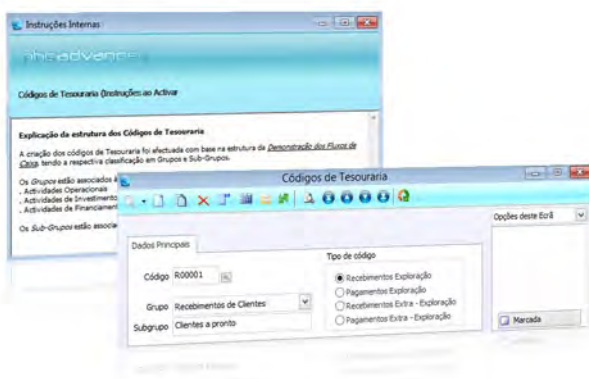 Instruções Internas
phc advance
Códigos de Tesouraria (Instruções ao Activar
Explicação da estrutura dos Códigos de Tesouraria
A criação dos códigos de Tesouraria foi efectuada com base na estrutura da Demonstração dos Fluxos de
Caixa, tendo a respectiva classificação em Grupos e Sub-Grupos.
Os Grupos estão associados
. Actividades Operacionais
. Actividades de Investimento
. Actividades de Financiamen
Os Sub-Grupos estão associa
Códigos de Tesouraria
Opções deste Ecrã
Dados Principais
Tipo de código
Código R00001
Recebimentos Exploração
Pagamentos Exploração
Grupo Recebimentos de Clientes
Recebimentos Extra - Exploração
Subgrupo Clientes a pronto
Pagamentos Extra - Exploração
Marcada